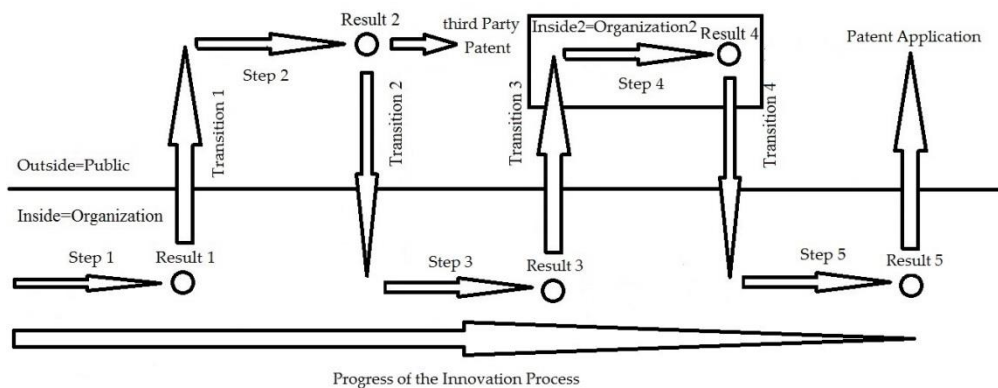 Result 2
third Party
Patent
Inside2=Organization2
Result 4
Patent Application
Step 2
Step 4
Transition 1
Transition 2
Transition 3
Transition 4
Outside=Public
Inside=Organization
Step 1
Result 1
Step 3
Result 3
Step 5
Result 5
Progress of the Innovation Process